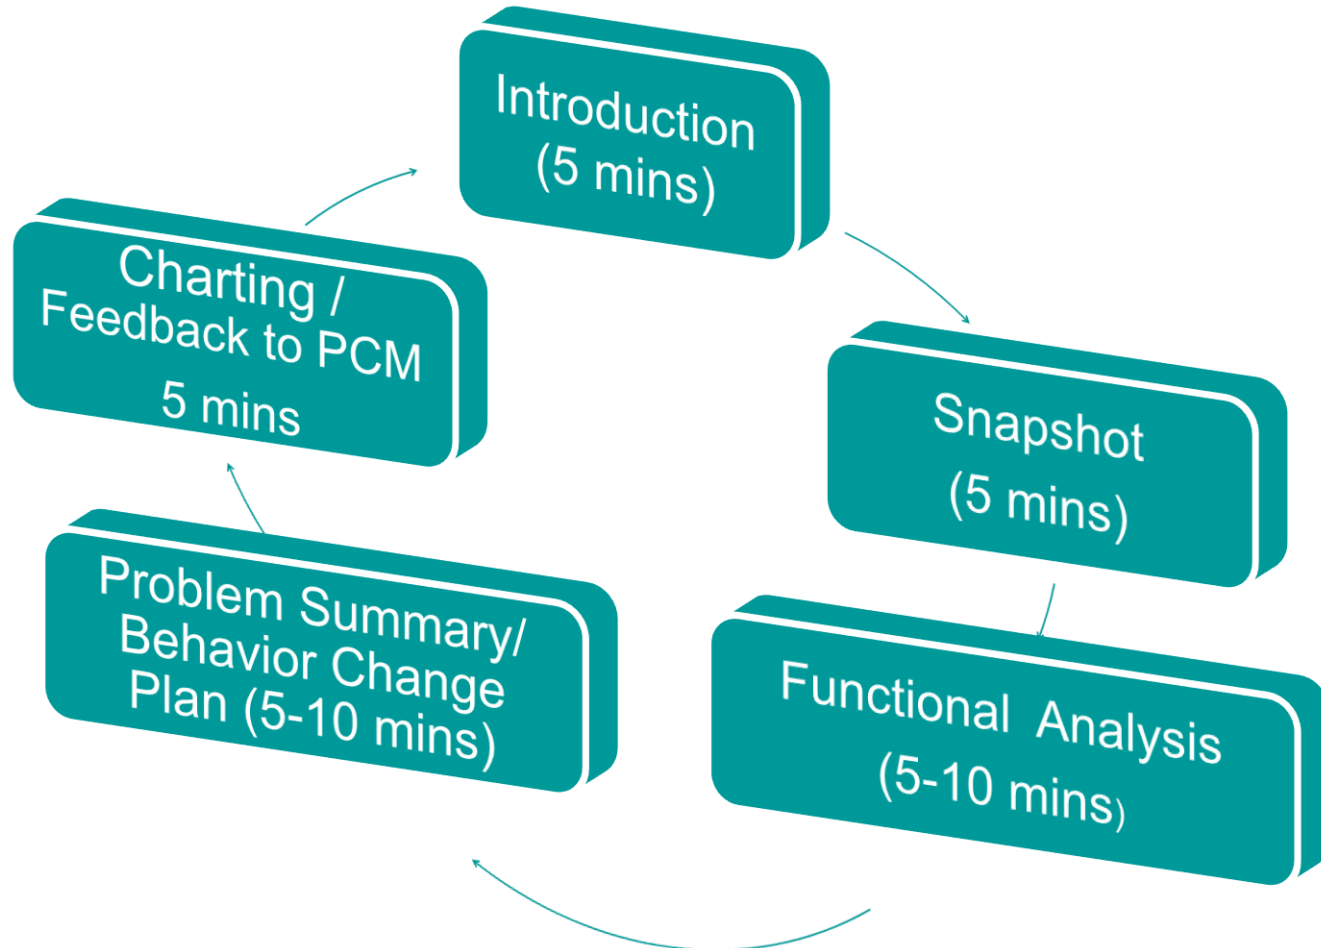 Introduction
(5 mins)
Snapshot
(5 mins)
Functional Analysis
(5-10 mins)
Problem Summary/
Behavior Change
Plan (5-10 mins)
Charting /
Feedback to PCM
5 mins